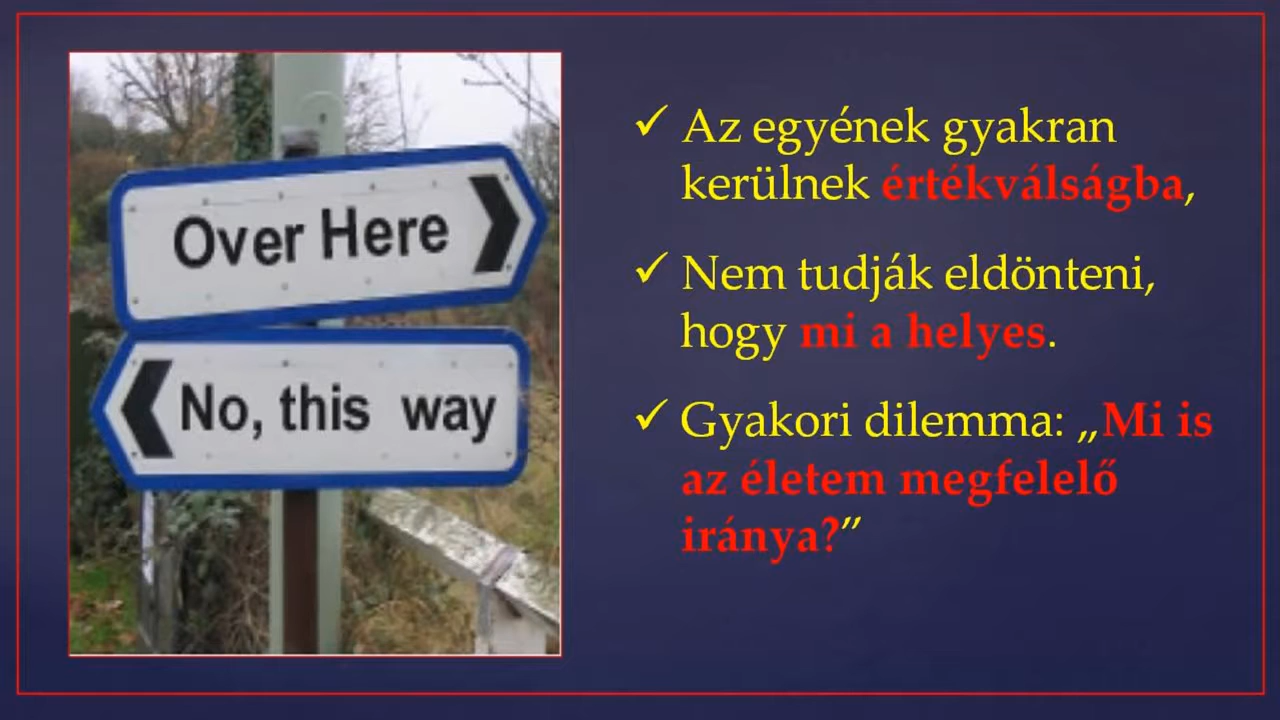 Over Here
No, this way
✓ Az egyének gyakran
kerülnek értékválságba,
✓ Nem tudják eldönteni,
hogy mi a helyes.
✓ Gyakori dilemma: „Mi is
az életem megfelelő
iránya?”